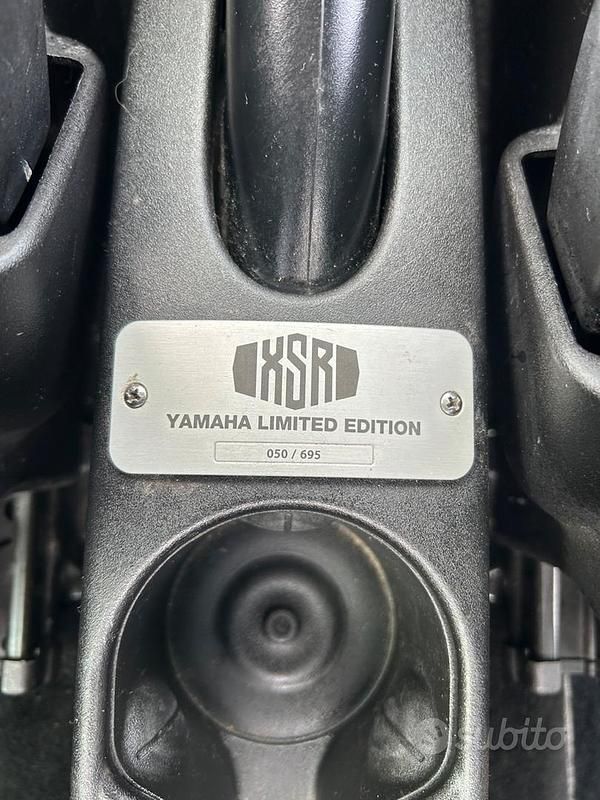 XSR
YAMAHA LIMITED EDITION
050 / 695
subito